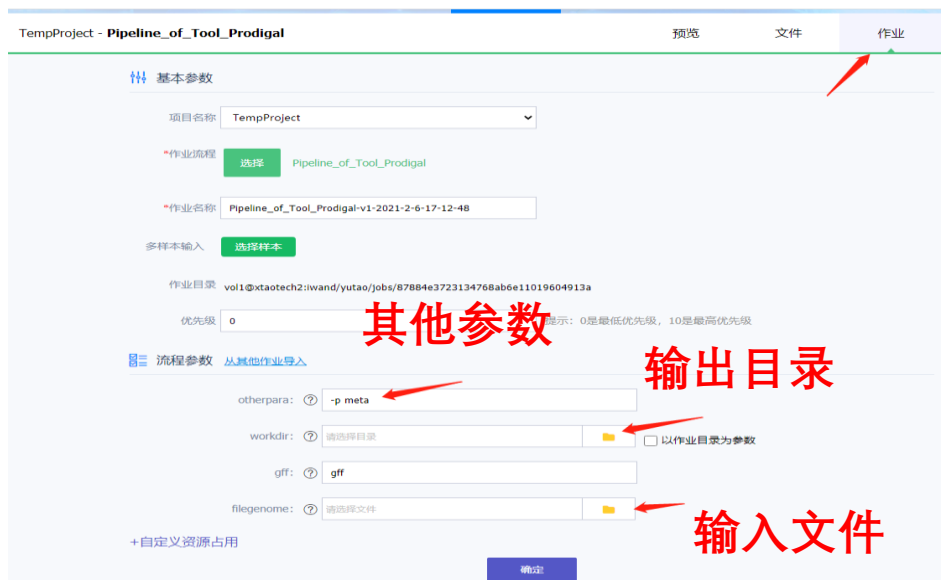 TempProject - Pipeline_of_Tool_Prodigal 预览 文件 作业
基本参数
项目名称 TempProject
*作业流程 选择 Pipeline_of_Tool_Prodigal
*作业名称 Pipeline_of_Tool_Prodigal-v1-2021-2-6-17-12-48
多样本输入 选择样本
作业目录 vol1@xtaotech2:iwand/yutao/jobs/87884e3723134768ab6e11019604913a
优先级 0 提示：0是最低优先级，10是最高优先级
其他参数
流程参数 从其他作业导入
输出目录
otherpara: ? -p meta
workdir: ? 请选择目录 以作业目录为参数
gff: ? gff
filegenome: ? 请选择文件
输入文件
+自定义资源占用
确定